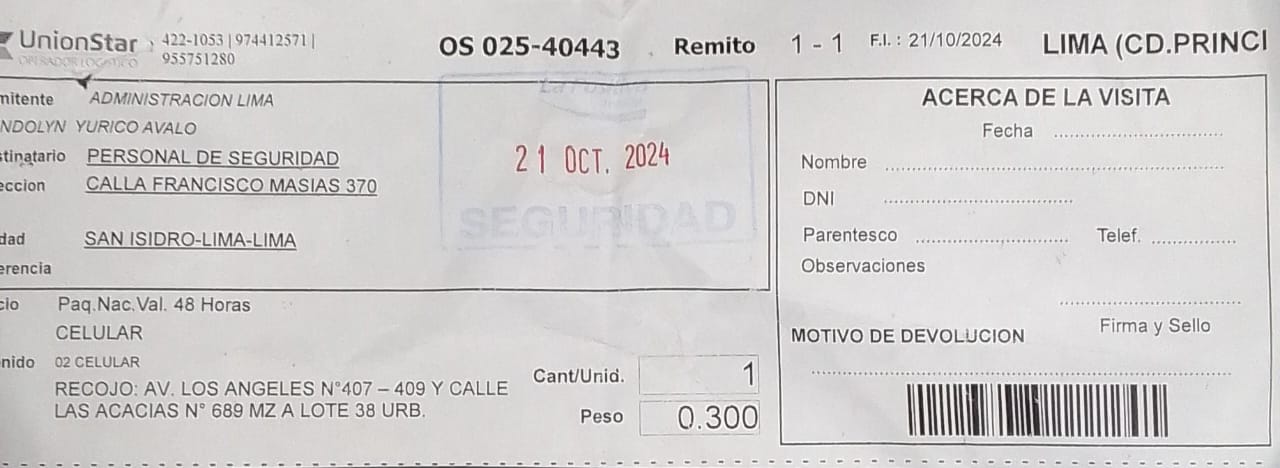 UnionStar 422-1053 | 974412571 |
OPERADOR LOGISTICO 955751280
OS 025-40443 Remito 1 - 1 F.I. : 21/10/2024 LIMA (CD.PRINCI
mitente ADMINISTRACION LIMA
NDOLYN YURICO AVALO
stinatario PERSONAL DE SEGURIDAD
eccion CALLA FRANCISCO MASIAS 370
dad SAN ISIDRO-LIMA-LIMA
erencia
La Positiva
21 OCT. 2024
SEGURIDAD
cio Paq.Nac.Val. 48 Horas
CELULAR
nido 02 CELULAR
RECOJO: AV. LOS ANGELES N°407 – 409 Y CALLE
LAS ACACIAS N° 689 MZ A LOTE 38 URB.
Cant/Unid. 1
Peso 0.300
ACERCA DE LA VISITA
Fecha
Nombre
DNI
Parentesco Telef.
Observaciones
Firma y Sello
MOTIVO DE DEVOLUCION